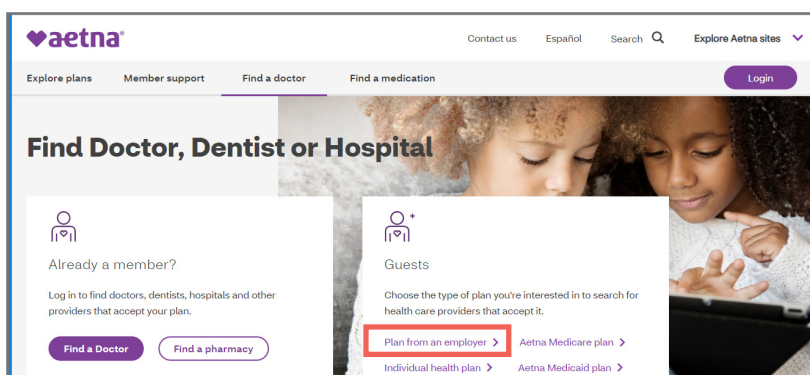 aetna®
Contact us Español Search Explore Aetna sites
Explore plans Member support Find a doctor Find a medication Login
Find Doctor, Dentist or Hospital
Already a member?
Log in to find doctors, dentists, hospitals and other
providers that accept your plan.
Find a Doctor Find a pharmacy
Guests
Choose the type of plan you're interested in to search for
health care providers that accept it.
Plan from an employer Aetna Medicare plan
Individual health plan Aetna Medicaid plan